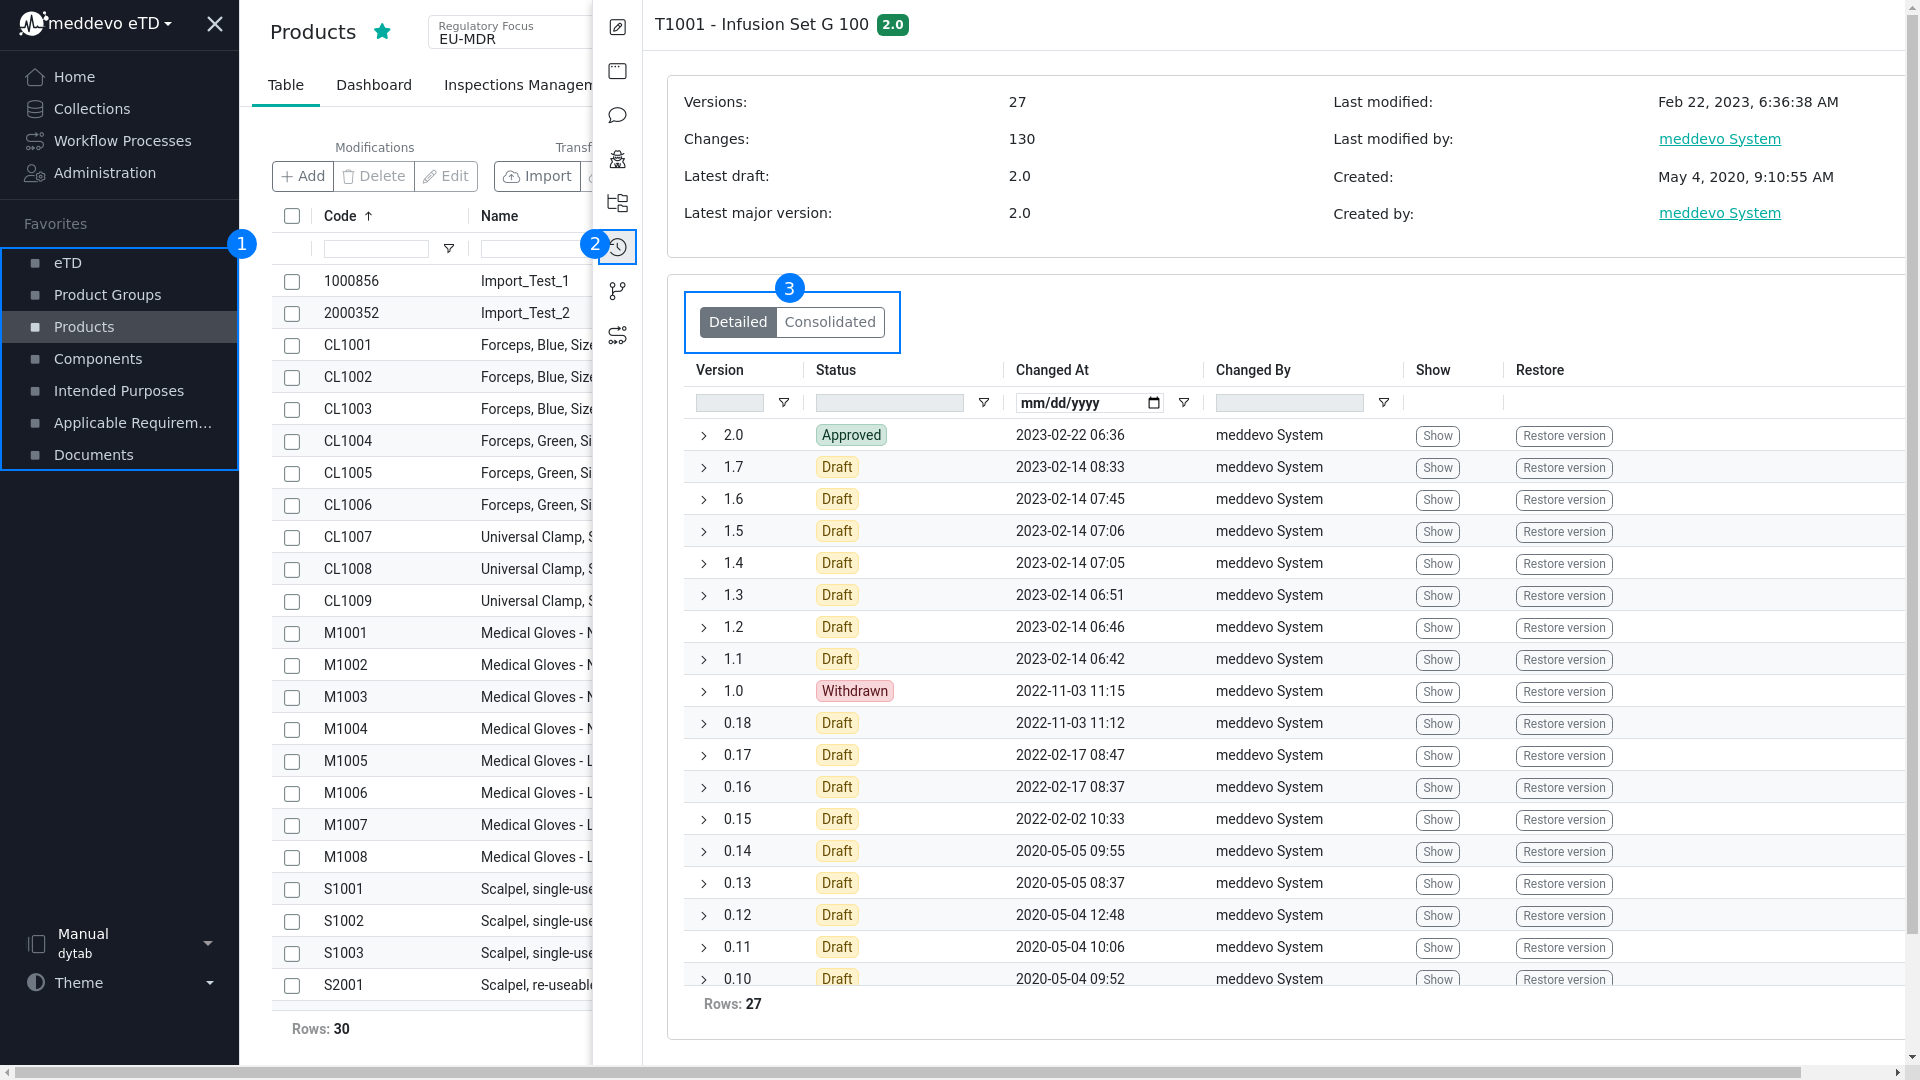 meddevo eTD
Home
Collections
Workflow Processes
Administration
Favorites
1
eTD
Product Groups
Products
Components
Intended Purposes
Applicable Requirem...
Documents
Manual
dytab
Theme
Products
Regulatory Focus
EU-MDR
Table Dashboard Inspections Managem
Modifications Transf
Add Delete Edit Import
Code Name
1000856 Import_Test_1
2000352 Import_Test_2
CL1001 Forceps, Blue, Size
CL1002 Forceps, Blue, Size
CL1003 Forceps, Blue, Size
CL1004 Forceps, Green, Si
CL1005 Forceps, Green, Si
CL1006 Forceps, Green, Si
CL1007 Universal Clamp, S
CL1008 Universal Clamp, S
CL1009 Universal Clamp, S
M1001 Medical Gloves - N
M1002 Medical Gloves - N
M1003 Medical Gloves - N
M1004 Medical Gloves - N
M1005 Medical Gloves - L
M1006 Medical Gloves - L
M1007 Medical Gloves - L
M1008 Medical Gloves - L
S1001 Scalpel, single-use
S1002 Scalpel, single-use
S1003 Scalpel, single-use
S2001 Scalpel, re-useable
Rows: 30
2
T1001 - Infusion Set G 100 2.0
Versions: 27 Last modified: Feb 22, 2023, 6:36:38 AM
Changes: 130 Last modified by: meddevo System
Latest draft: 2.0 Created: May 4, 2020, 9:10:55 AM
Latest major version: 2.0 Created by: meddevo System
3
Detailed Consolidated
Version Status Changed At Changed By Show Restore
mm/dd/yyyy
2.0 Approved 2023-02-22 06:36 meddevo System Show Restore version
1.7 Draft 2023-02-14 08:33 meddevo System Show Restore version
1.6 Draft 2023-02-14 07:45 meddevo System Show Restore version
1.5 Draft 2023-02-14 07:06 meddevo System Show Restore version
1.4 Draft 2023-02-14 07:05 meddevo System Show Restore version
1.3 Draft 2023-02-14 06:51 meddevo System Show Restore version
1.2 Draft 2023-02-14 06:46 meddevo System Show Restore version
1.1 Draft 2023-02-14 06:42 meddevo System Show Restore version
1.0 Withdrawn 2022-11-03 11:15 meddevo System Show Restore version
0.18 Draft 2022-11-03 11:12 meddevo System Show Restore version
0.17 Draft 2022-02-17 08:47 meddevo System Show Restore version
0.16 Draft 2022-02-17 08:37 meddevo System Show Restore version
0.15 Draft 2022-02-02 10:33 meddevo System Show Restore version
0.14 Draft 2020-05-05 09:55 meddevo System Show Restore version
0.13 Draft 2020-05-05 08:37 meddevo System Show Restore version
0.12 Draft 2020-05-04 12:48 meddevo System Show Restore version
0.11 Draft 2020-05-04 10:06 meddevo System Show Restore version
0.10 Draft 2020-05-04 09:52 meddevo System Show Restore version
Rows: 27